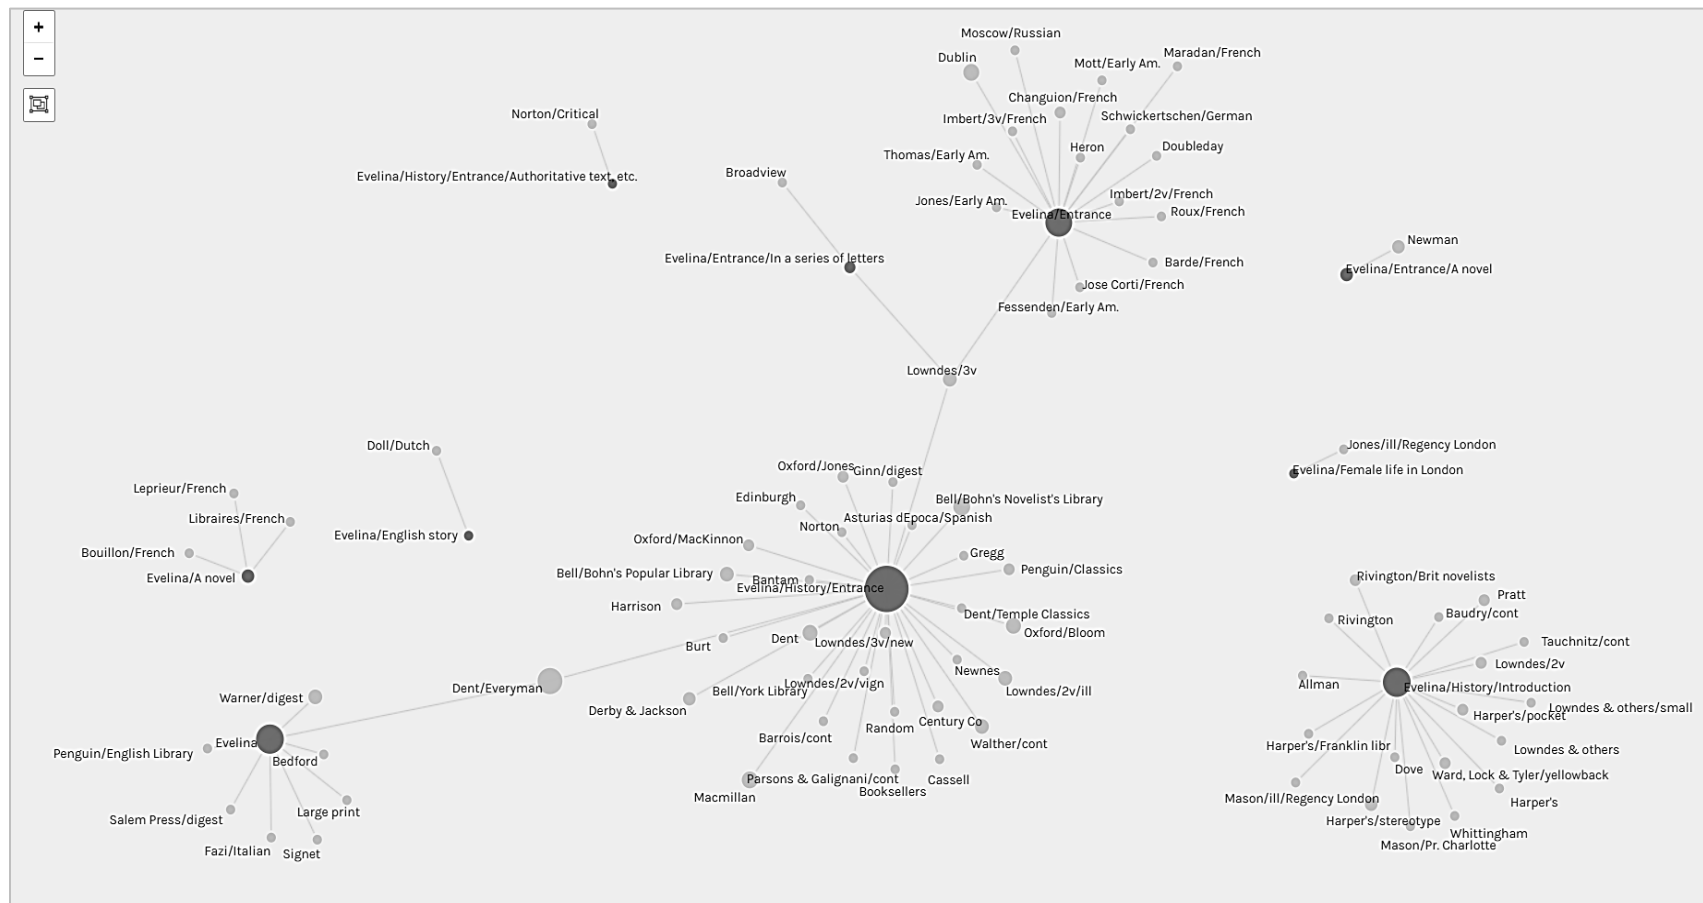 +
−
Moscow/Russian
Dublin
Maradan/French
Mott/Early Am.
Changuion/French
Norton/Critical
Imbert/3v/French
Schwickertschen/German
Heron
Doubleday
Thomas/Early Am.
Broadview
Evelina/History/Entrance/Authoritative text, etc.
Imbert/2v/French
Jones/Early Am.
Evelina/Entrance
Roux/French
Newman
Evelina/Entrance/In a series of letters
Barde/French
Evelina/Entrance/A novel
Jose Corti/French
Fessenden/Early Am.
Lowndes/3v
Doll/Dutch
Jones/ill/Regency London
Oxford/Jones
Ginn/digest
Evelina/Female life in London
Leprieur/French
Edinburgh
Bell/Bohn's Novelist's Library
Libraires/French
Asturias dEpoca/Spanish
Norton
Evelina/English story
Oxford/MacKinnon
Bouillon/French
Gregg
Penguin/Classics
Evelina/A novel
Bell/Bohn's Popular Library
Bantam
Evelina/History/Entrance
Rivington/Brit novelists
Pratt
Harrison
Dent/Temple Classics
Baudry/cont
Rivington
Oxford/Bloom
Dent
Lowndes/3v/new
Burt
Tauchnitz/cont
Lowndes/2v
Newnes
Lowndes/2v/vign
Allman
Dent/Everyman
Bell/York Library
Lowndes/2v/ill
Evelina/History/Introduction
Warner/digest
Derby & Jackson
Lowndes & others/small
Harper's/pocket
Century Co
Random
Barrois/cont
Evelina
Walther/cont
Harper's/Franklin libr
Lowndes & others
Penguin/English Library
Bedford
Dove
Ward, Lock & Tyler/yellowback
Parsons & Galignani/cont
Cassell
Booksellers
Macmillan
Mason/ill/Regency London
Harper's
Large print
Salem Press/digest
Harper's/stereotype
Whittingham
Mason/Pr. Charlotte
Fazi/Italian
Signet